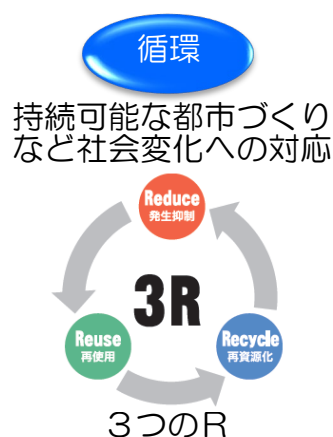 循環
持続可能な都市づくり
など社会変化への対応
Reduce
発生抑制
3R
Reuse
再使用
Recycle
再資源化
３つのR